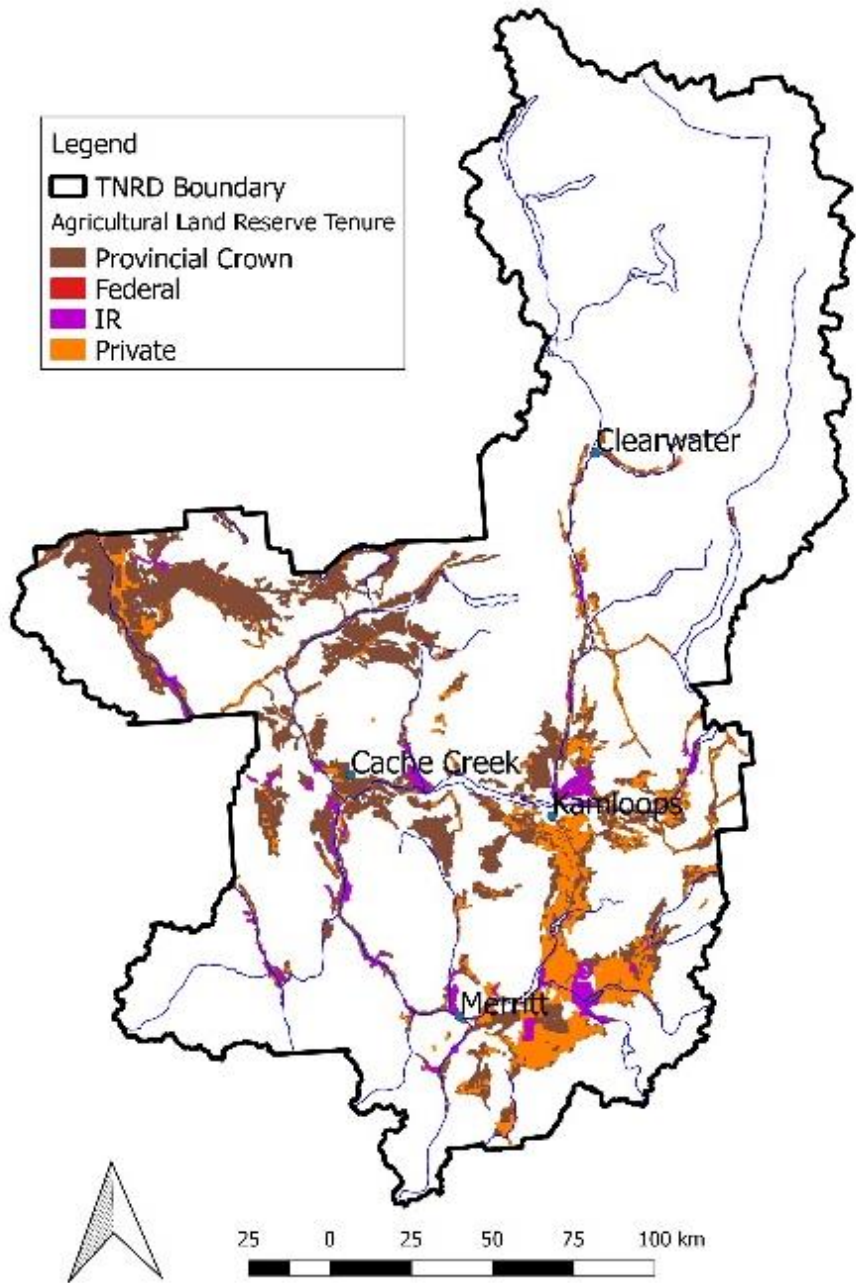 Legend
TNRD Boundary
Agricultural Land Reserve Tenure
Provincial Crown
Federal
IR
Private
Clearwater
Cache Creek
Kamloops
Merritt
25 0 25 50 75 100 km